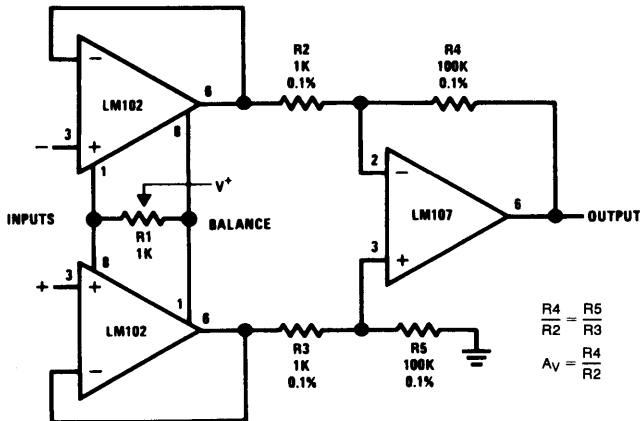 −
LM102
6
8
3
−
+
1
R2
1K
0.1%
R4
100K
0.1%
V+
INPUTS
R1
1K
BALANCE
2
−
LM107
6
OUTPUT
3
+
8
+
3
+
1
LM102
6
−
R3
1K
0.1%
R5
100K
0.1%
R4/R2 = R5/R3
AV = R4/R2